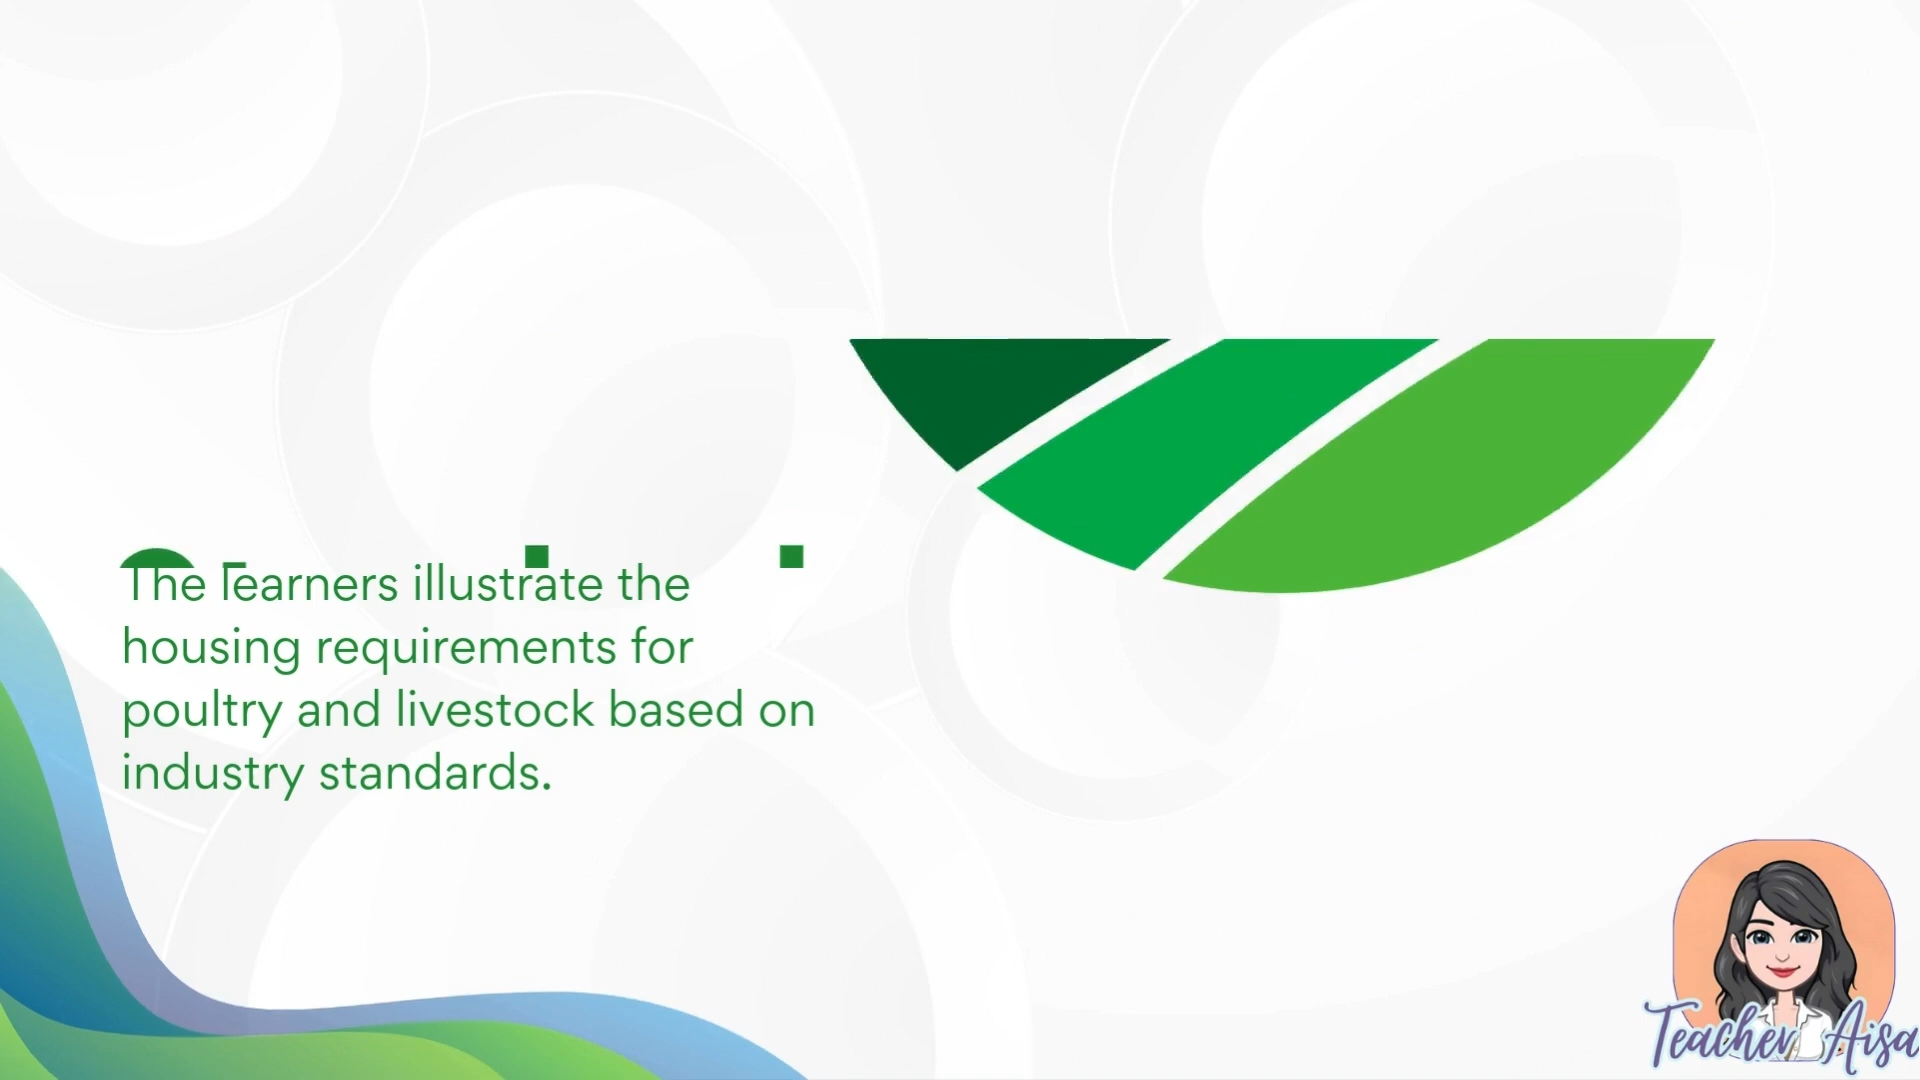 The learners illustrate the
housing requirements for
poultry and livestock based on
industry standards.
Teacher Aisa